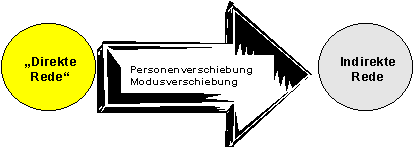 „Direkte
Rede“
Personenverschiebung
Modusverschiebung
Indirekte
Rede